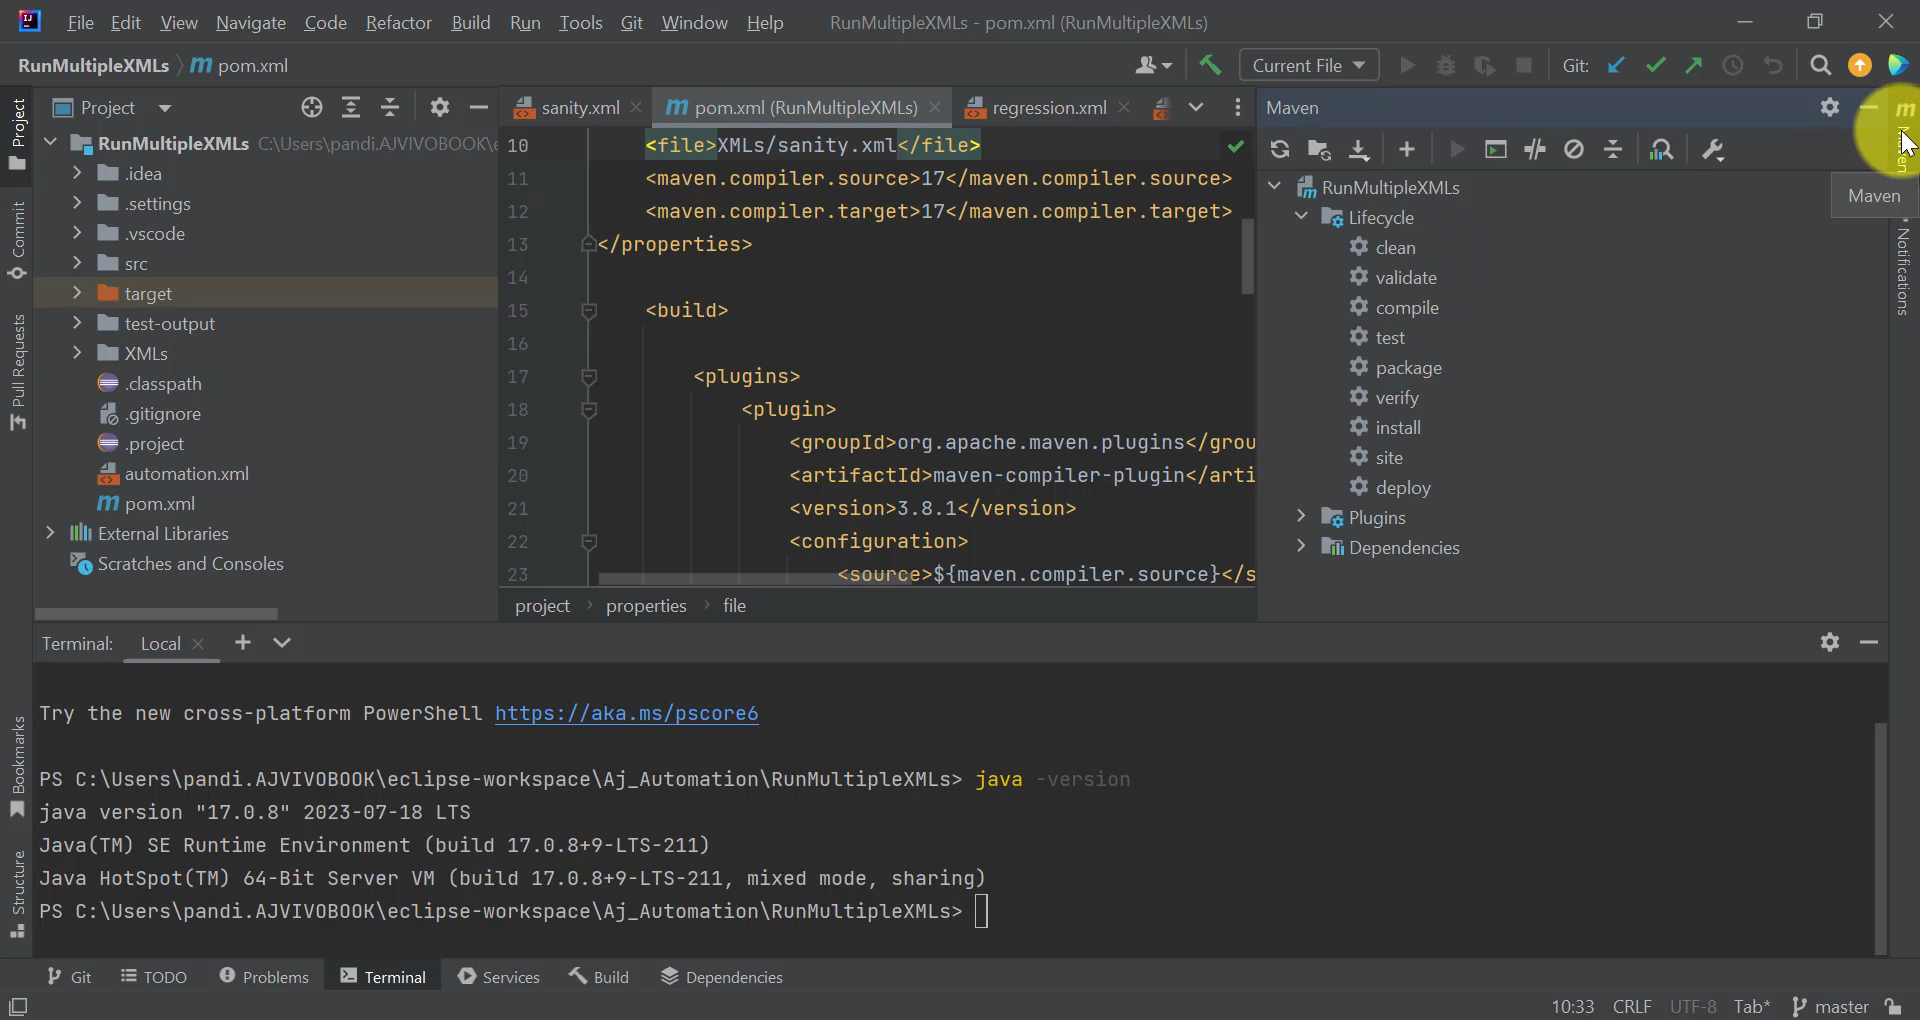 File Edit View Navigate Code Refactor Build Run Tools Git Window Help RunMultipleXMLs - pom.xml (RunMultipleXMLs)
RunMultipleXMLs pom.xml Current File Git:
Project
Commit
Pull Requests
Bookmarks
Structure
Project
RunMultipleXMLs C:\Users\pandi.AJVIVOBOOK\e
.idea
.settings
.vscode
src
target
test-output
XMLs
.classpath
.gitignore
.project
automation.xml
pom.xml
External Libraries
Scratches and Consoles
sanity.xml pom.xml (RunMultipleXMLs) regression.xml
10 <file>XMLs/sanity.xml</file>
11 <maven.compiler.source>17</maven.compiler.source>
12 <maven.compiler.target>17</maven.compiler.target>
13 </properties>
14
15 <build>
16
17 <plugins>
18 <plugin>
19 <groupId>org.apache.maven.plugins</grou
20 <artifactId>maven-compiler-plugin</arti
21 <version>3.8.1</version>
22 <configuration>
23 <source>${maven.compiler.source}</s
project properties file
Maven
RunMultipleXMLs
Lifecycle
clean
validate
compile
test
package
verify
install
site
deploy
Plugins
Dependencies
Maven
Maven
Notifications
Terminal: Local
Try the new cross-platform PowerShell https://aka.ms/pscore6
PS C:\Users\pandi.AJVIVOBOOK\eclipse-workspace\Aj_Automation\RunMultipleXMLs> java -version
java version "17.0.8" 2023-07-18 LTS
Java(TM) SE Runtime Environment (build 17.0.8+9-LTS-211)
Java HotSpot(TM) 64-Bit Server VM (build 17.0.8+9-LTS-211, mixed mode, sharing)
PS C:\Users\pandi.AJVIVOBOOK\eclipse-workspace\Aj_Automation\RunMultipleXMLs>
Git TODO Problems Terminal Services Build Dependencies
10:33 CRLF UTF-8 Tab* master